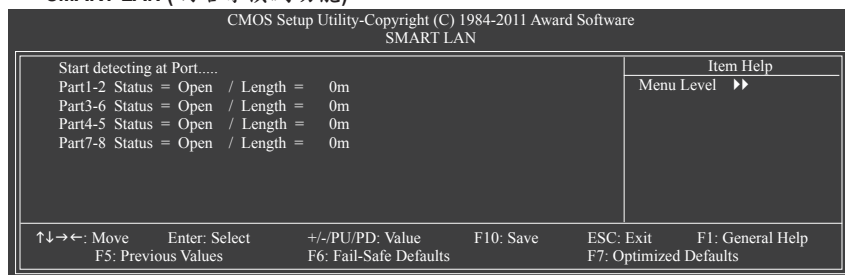 SMART LAN (
CMOS Setup Utility-Copyright (C) 1984-2011 Award Software
SMART LAN
Start detecting at Port.....
Part1-2 Status = Open / Length = 0m
Part3-6 Status = Open / Length = 0m
Part4-5 Status = Open / Length = 0m
Part7-8 Status = Open / Length = 0m
Item Help
Menu Level ▶▶
↑↓→←: Move Enter: Select +/-/PU/PD: Value F10: Save ESC: Exit F1: General Help
F5: Previous Values F6: Fail-Safe Defaults F7: Optimized Defaults